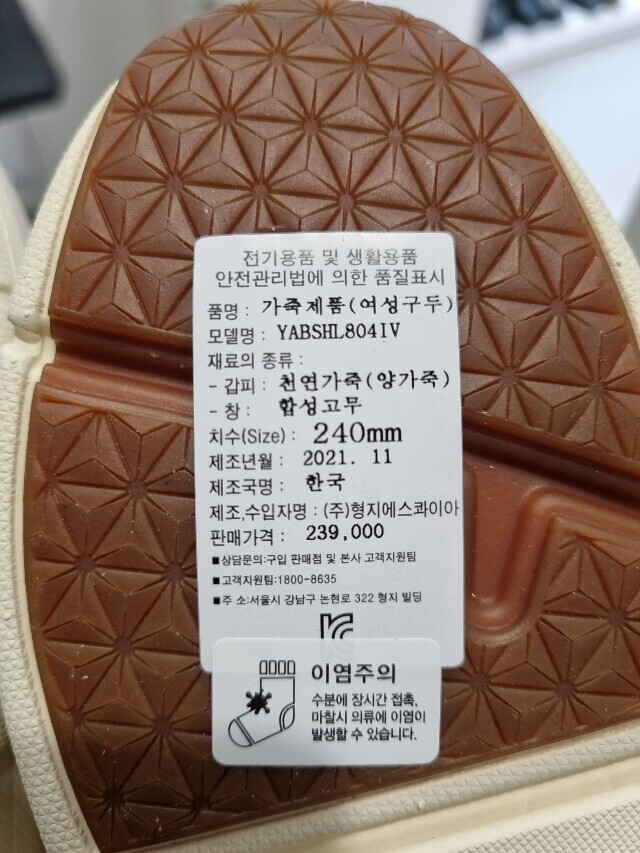 전기용품 및 생활용품
안전관리법에 의한 품질표시
품명 : 가죽제품(여성구두)
모델명 : YABSHL804IV
재료의 종류 :
- 갑피 : 천연가죽(양가죽)
- 창 : 합성고무
치수(Size) : 240mm
제조년월 : 2021. 11
제조국명 : 한국
제조,수입자명 : (주)형지에스콰이아
판매가격 : 239,000
■상담문의:구입 판매점 및 본사 고객지원팀
■고객지원팀:1800-8635
■주 소:서울시 강남구 논현로 322 형지 빌딩
이염주의
수분에 장시간 접촉,
마찰시 의류에 이염이
발생할 수 있습니다.